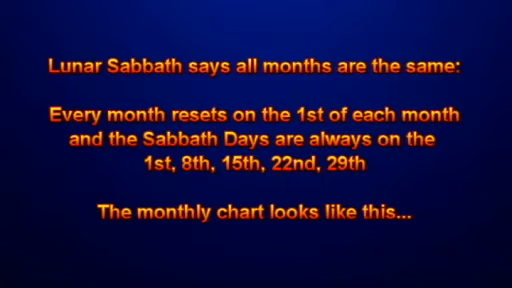 Lunar Sabbath says all months are the same:
Every month resets on the 1st of each month
and the Sabbath Days are always on the
1st, 8th, 15th, 22nd, 29th
The monthly chart looks like this...